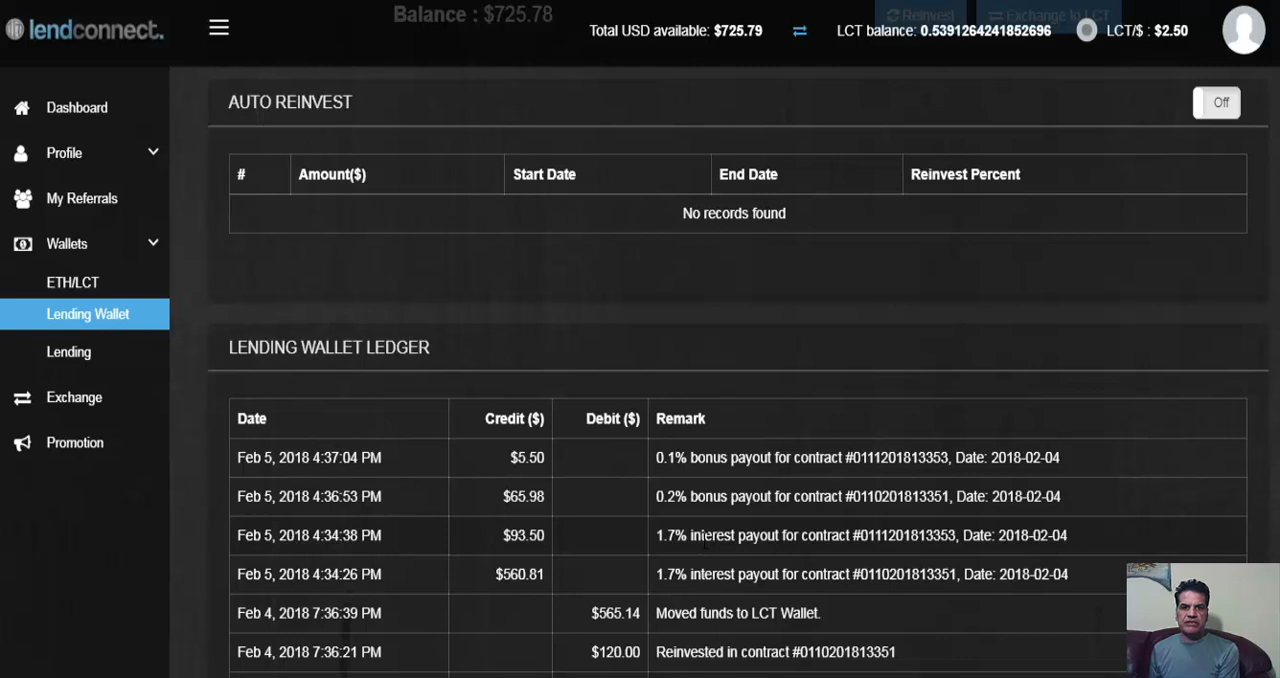 Balance : $725.78
Reinvest
Exchange to LCT
lendconnect.
Total USD available: $725.79
LCT balance: 0.5391264241852696
LCT/$ : $2.50
Dashboard
Profile
My Referrals
Wallets
ETH/LCT
Lending Wallet
Lending
Exchange
Promotion
AUTO REINVEST
Off
# Amount($) Start Date End Date Reinvest Percent
No records found
LENDING WALLET LEDGER
Date Credit ($) Debit ($) Remark
Feb 5, 2018 4:37:04 PM $5.50 0.1% bonus payout for contract #0111201813353, Date: 2018-02-04
Feb 5, 2018 4:36:53 PM $65.98 0.2% bonus payout for contract #0110201813351, Date: 2018-02-04
Feb 5, 2018 4:34:38 PM $93.50 1.7% interest payout for contract #0111201813353, Date: 2018-02-04
Feb 5, 2018 4:34:26 PM $560.81 1.7% interest payout for contract #0110201813351, Date: 2018-02-04
Feb 4, 2018 7:36:39 PM $565.14 Moved funds to LCT Wallet.
Feb 4, 2018 7:36:21 PM $120.00 Reinvested in contract #0110201813351